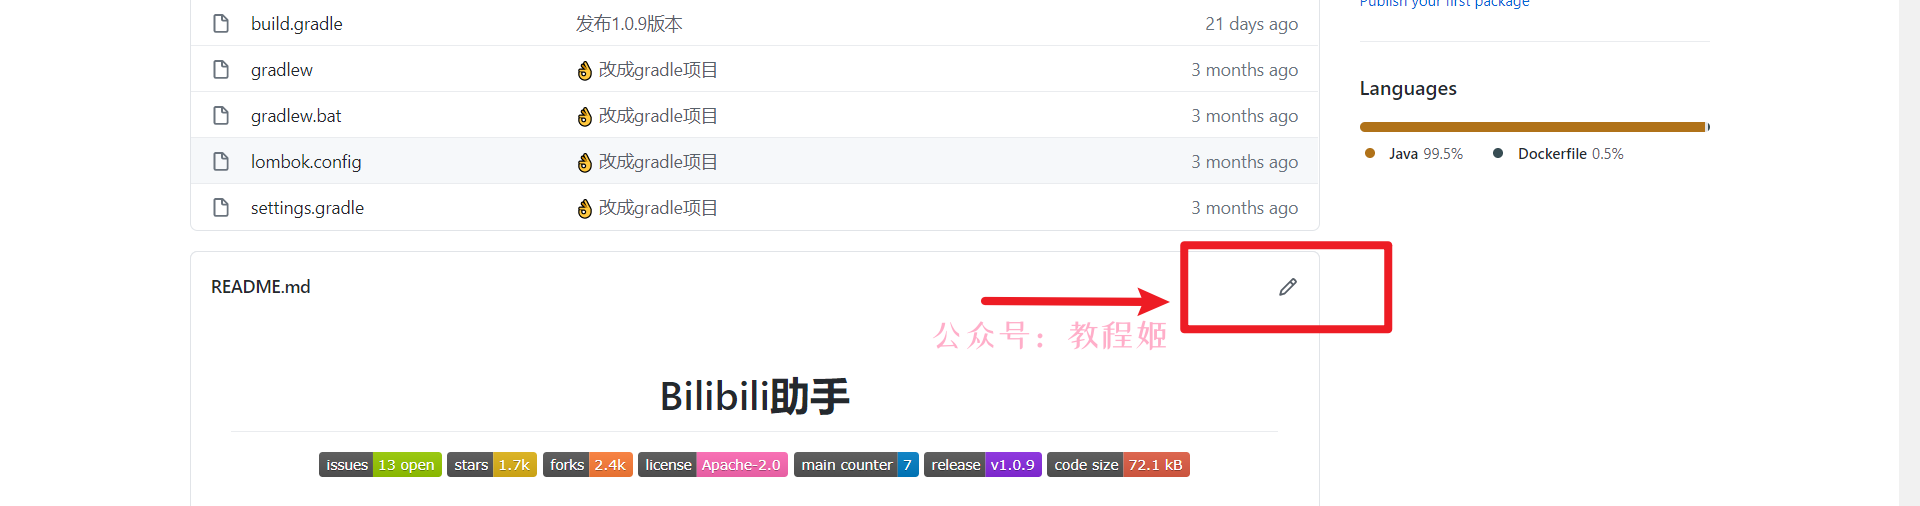 build.gradle 发布1.0.9版本 21 days ago
gradlew 👌 改成gradle项目 3 months ago
gradlew.bat 👌 改成gradle项目 3 months ago
lombok.config 👌 改成gradle项目 3 months ago
settings.gradle 👌 改成gradle项目 3 months ago
README.md
公众号：教程姬
Bilibili助手
issues 13 open stars 1.7k forks 2.4k license Apache-2.0 main counter 7 release v1.0.9 code size 72.1 kB
Publish your first package
Languages
Java 99.5% Dockerfile 0.5%